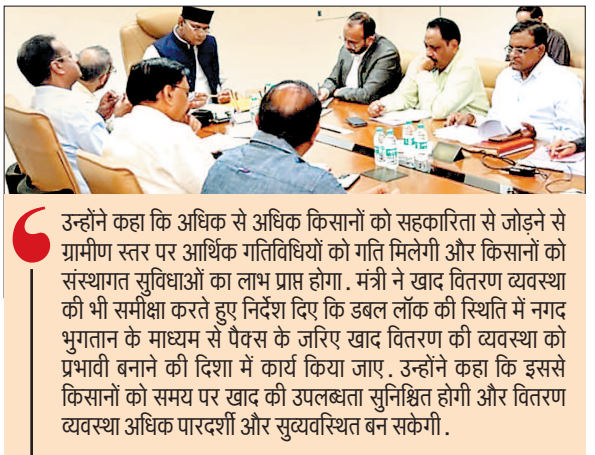 उन्होंने कहा कि अधिक से अधिक किसानों को सहकारिता से जोड़ने से
ग्रामीण स्तर पर आर्थिक गतिविधियों को गति मिलेगी और किसानों को
संस्थागत सुविधाओं का लाभ प्राप्त होगा. मंत्री ने खाद वितरण व्यवस्था
की भी समीक्षा करते हुए निर्देश दिए कि डबल लॉक की स्थिति में नगद
भुगतान के माध्यम से पैक्स के जरिए खाद वितरण की व्यवस्था को
प्रभावी बनाने की दिशा में कार्य किया जाए. उन्होंने कहा कि इससे
किसानों को समय पर खाद की उपलब्धता सुनिश्चित होगी और वितरण
व्यवस्था अधिक पारदर्शी और सुव्यवस्थित बन सकेगी.